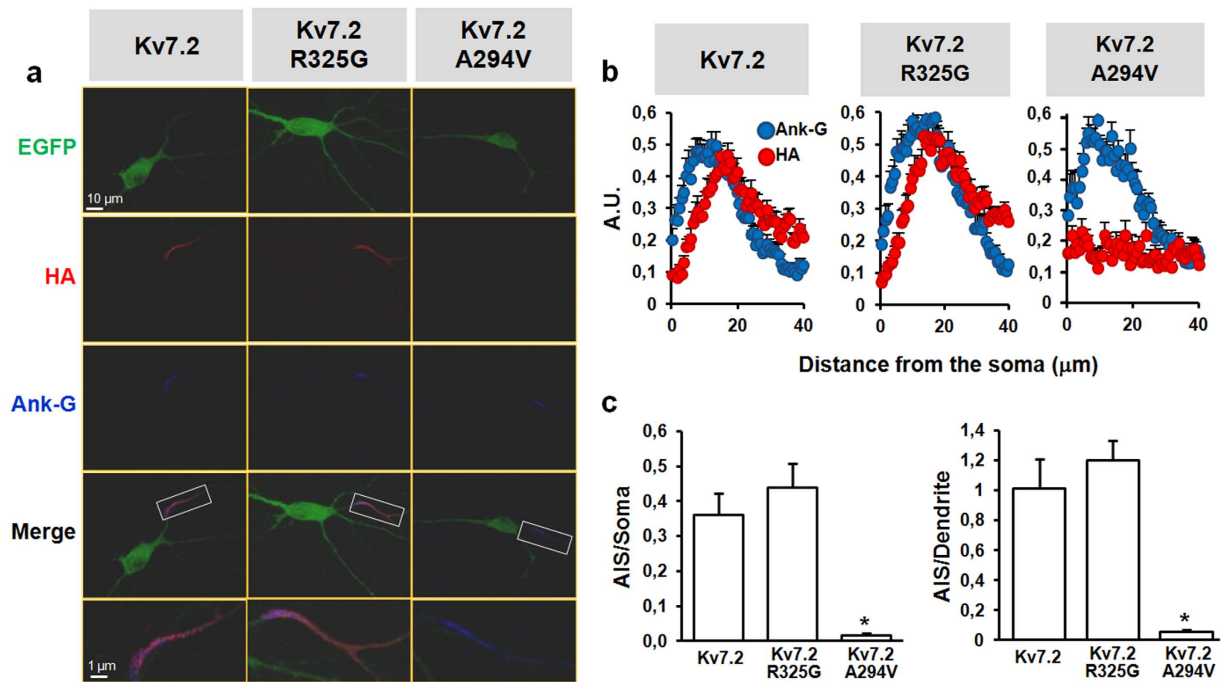 a
Kv7.2
Kv7.2
R325G
Kv7.2
A294V
EGFP
10 µm
HA
Ank-G
Merge
1 µm
b
Kv7.2
Kv7.2
R325G
Kv7.2
A294V
A.U.
0,6
0,5
0,4
0,3
0,2
0,1
0
0
20
40
Ank-G
HA
0,6
0,5
0,4
0,3
0,2
0,1
0
0
20
40
0,6
0,5
0,4
0,3
0,2
0,1
0
0
20
40
Distance from the soma (µm)
c
AIS/Soma
0,6
0,5
0,4
0,3
0,2
0,1
0,0
*
Kv7.2
Kv7.2
R325G
Kv7.2
A294V
AIS/Dendrite
1,4
1,2
1
0,8
0,6
0,4
0,2
0
*
Kv7.2
Kv7.2
R325G
Kv7.2
A294V